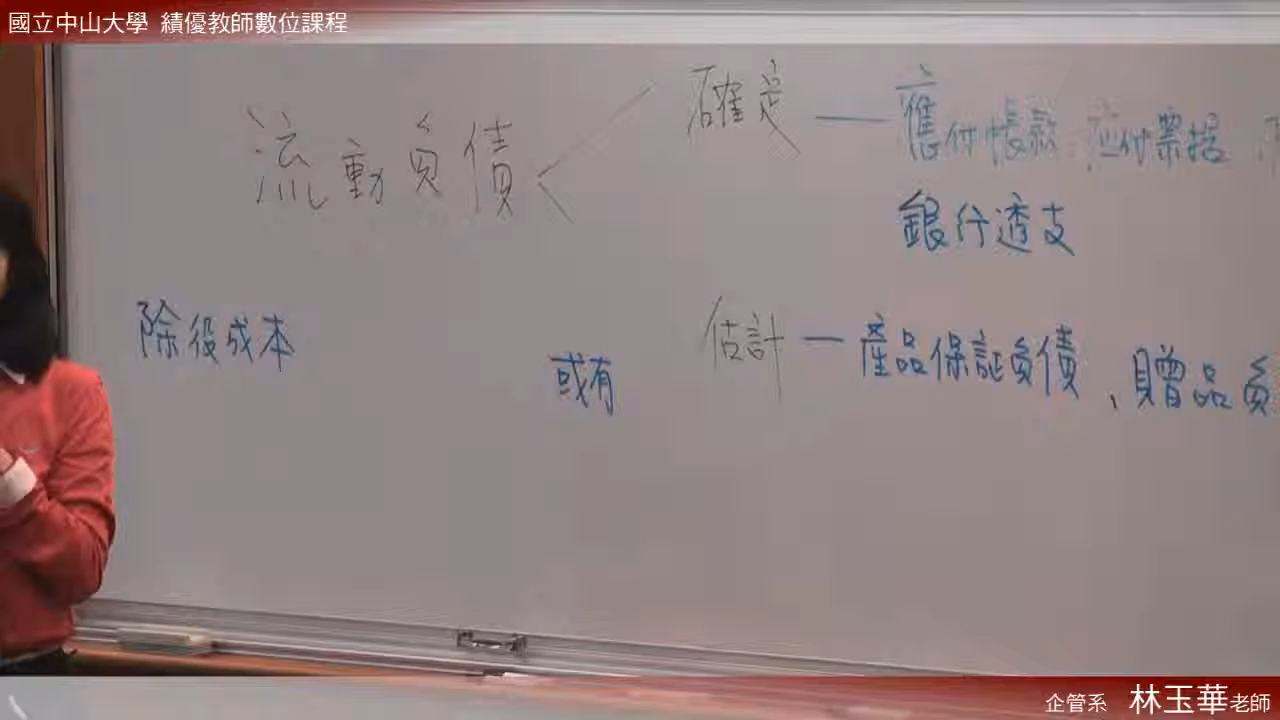 國立中山大學 績優教師數位課程
流動負債
確定 — 應付帳款 應付票据
銀行透支
除役成本
或有
估計 — 產品保証負債、贈品負
企管系 林玉華老師